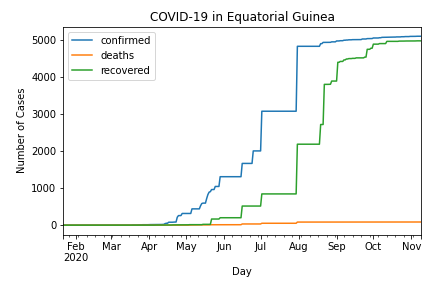 COVID-19 in Equatorial Guinea
confirmed
deaths
recovered
Number of Cases
5000
4000
3000
2000
1000
0
Feb
2020
Mar
Apr
May
Jun
Jul
Aug
Sep
Oct
Nov
Day